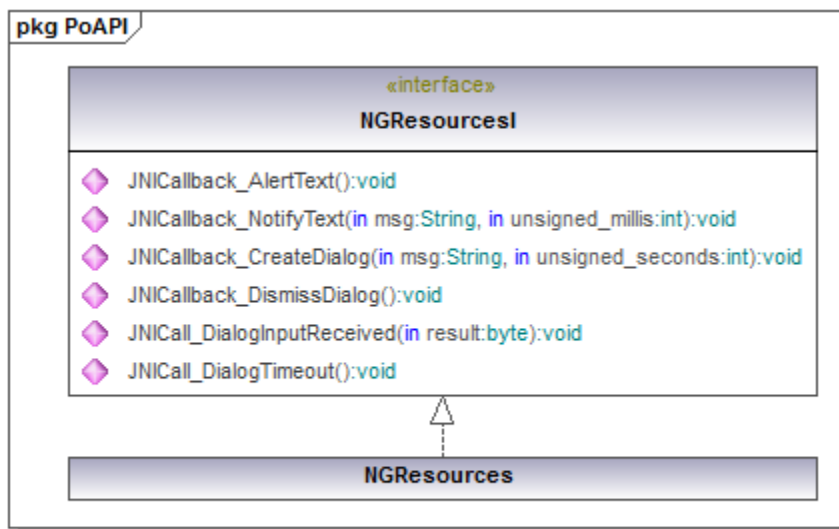 pkg PoAPI
«interface»
NGResourcesI
JNICallback_AlertText():void
JNICallback_NotifyText(in msg:String, in unsigned_millis:int):void
JNICallback_CreateDialog(in msg:String, in unsigned_seconds:int):void
JNICallback_DismissDialog():void
JNICall_DialogInputReceived(in result:byte):void
JNICall_DialogTimeout():void
NGResources